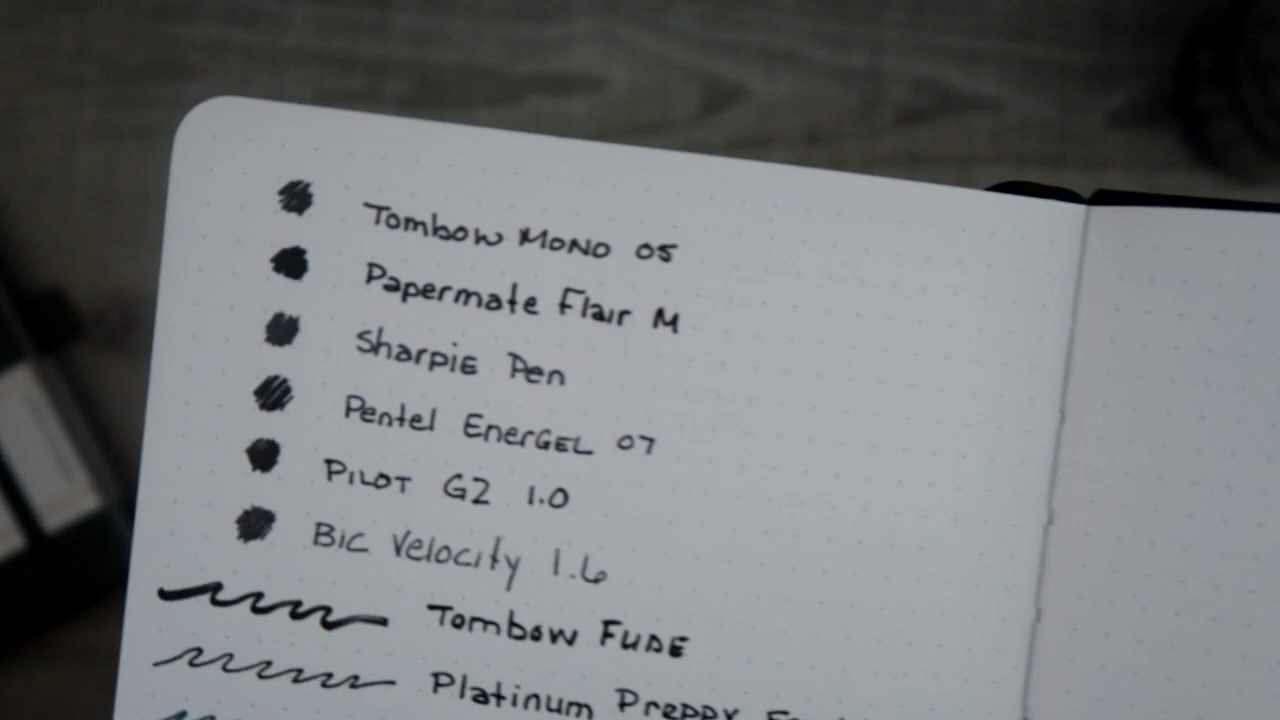 Tombow MONO 05
Papermate Flair M
Sharpie Pen
Pentel EnerGEL 07
PILOT G2 1.0
Bic Velocity 1.6
Tombow FUDE
Platinum Preppy